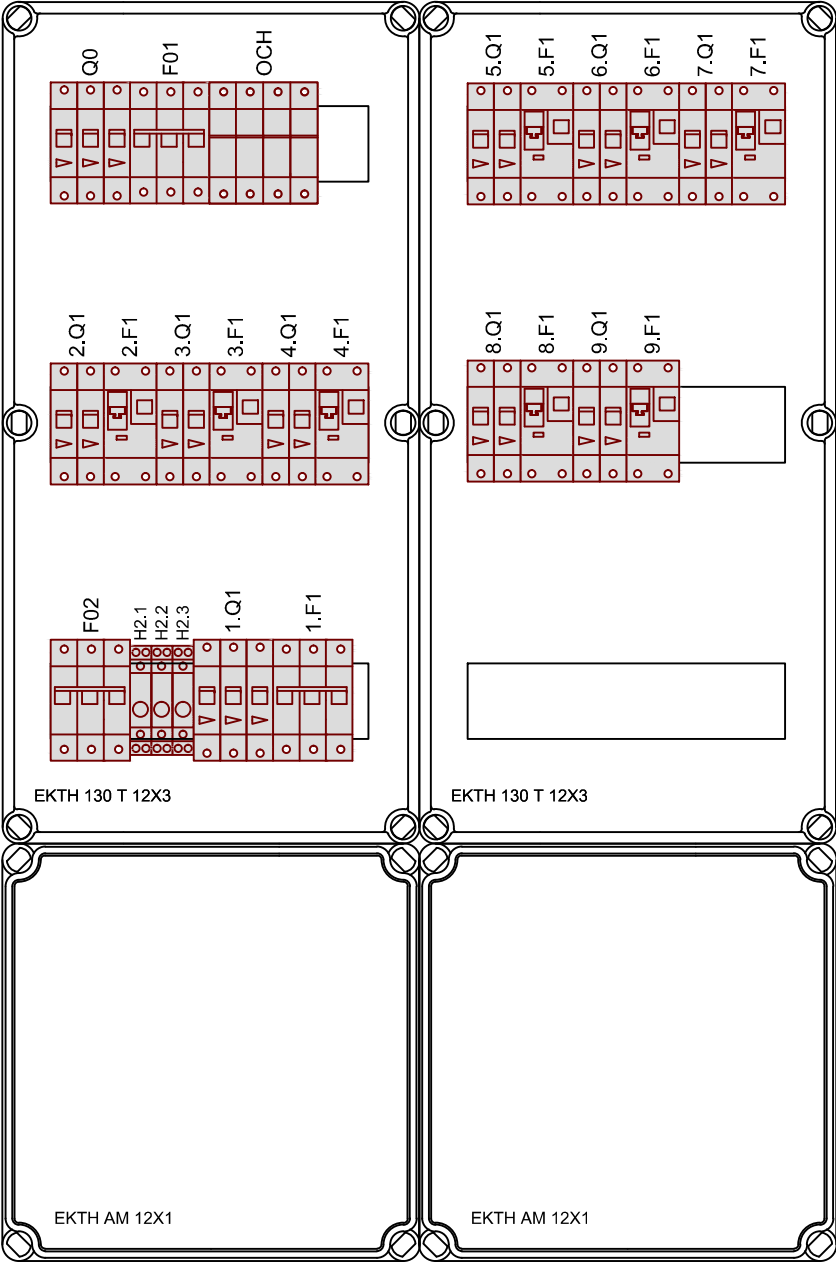 Q0 F01 OCH
2.Q1 2.F1 3.Q1 3.F1 4.Q1 4.F1
F02 H2.1 H2.2 H2.3 1.Q1 1.F1
EKTH 130 T 12X3
5.Q1 5.F1 6.Q1 6.F1 7.Q1 7.F1
8.Q1 8.F1 9.Q1 9.F1
EKTH 130 T 12X3
EKTH AM 12X1
EKTH AM 12X1